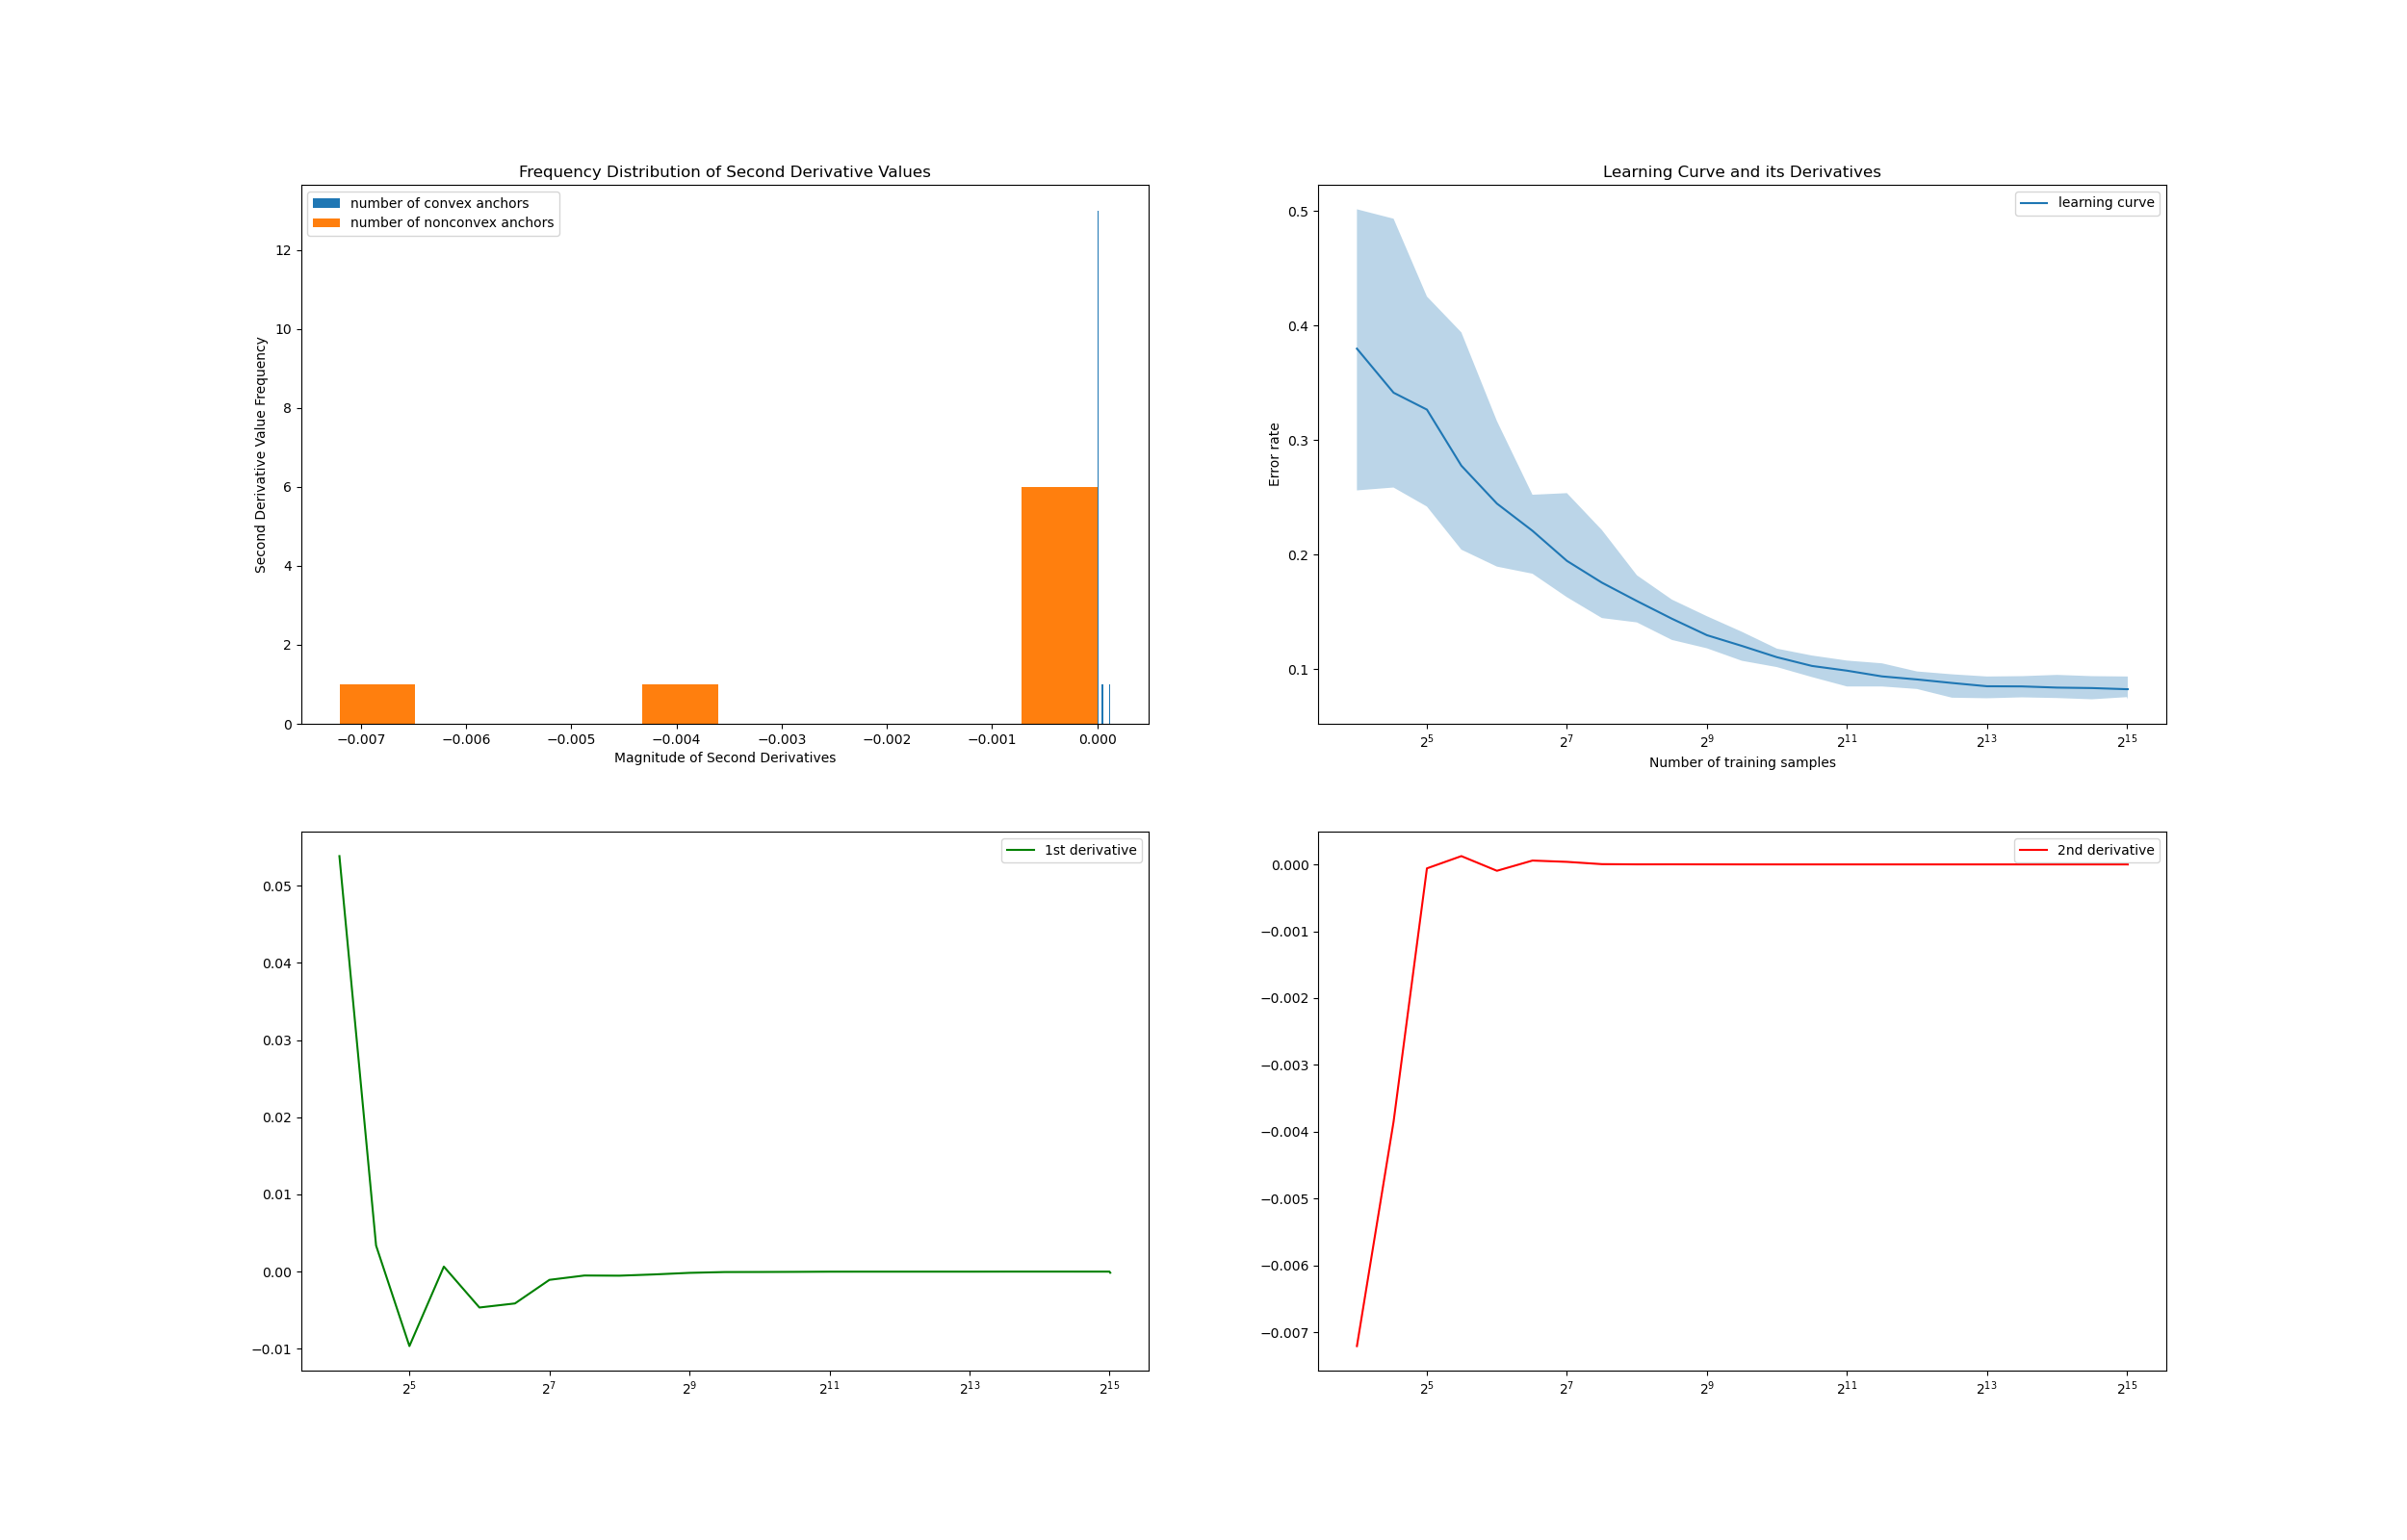 Frequency Distribution of Second Derivative Values
number of convex anchors
number of nonconvex anchors
Second Derivative Value Frequency
12
10
8
6
4
2
0
−0.007 −0.006 −0.005 −0.004 −0.003 −0.002 −0.001 0.000
Magnitude of Second Derivatives
Learning Curve and its Derivatives
learning curve
Error rate
0.5
0.4
0.3
0.2
0.1
2^5 2^7 2^9 2^11 2^13 2^15
Number of training samples
1st derivative
0.05
0.04
0.03
0.02
0.01
0.00
−0.01
2^5 2^7 2^9 2^11 2^13 2^15
2nd derivative
0.000
−0.001
−0.002
−0.003
−0.004
−0.005
−0.006
−0.007
2^5 2^7 2^9 2^11 2^13 2^15